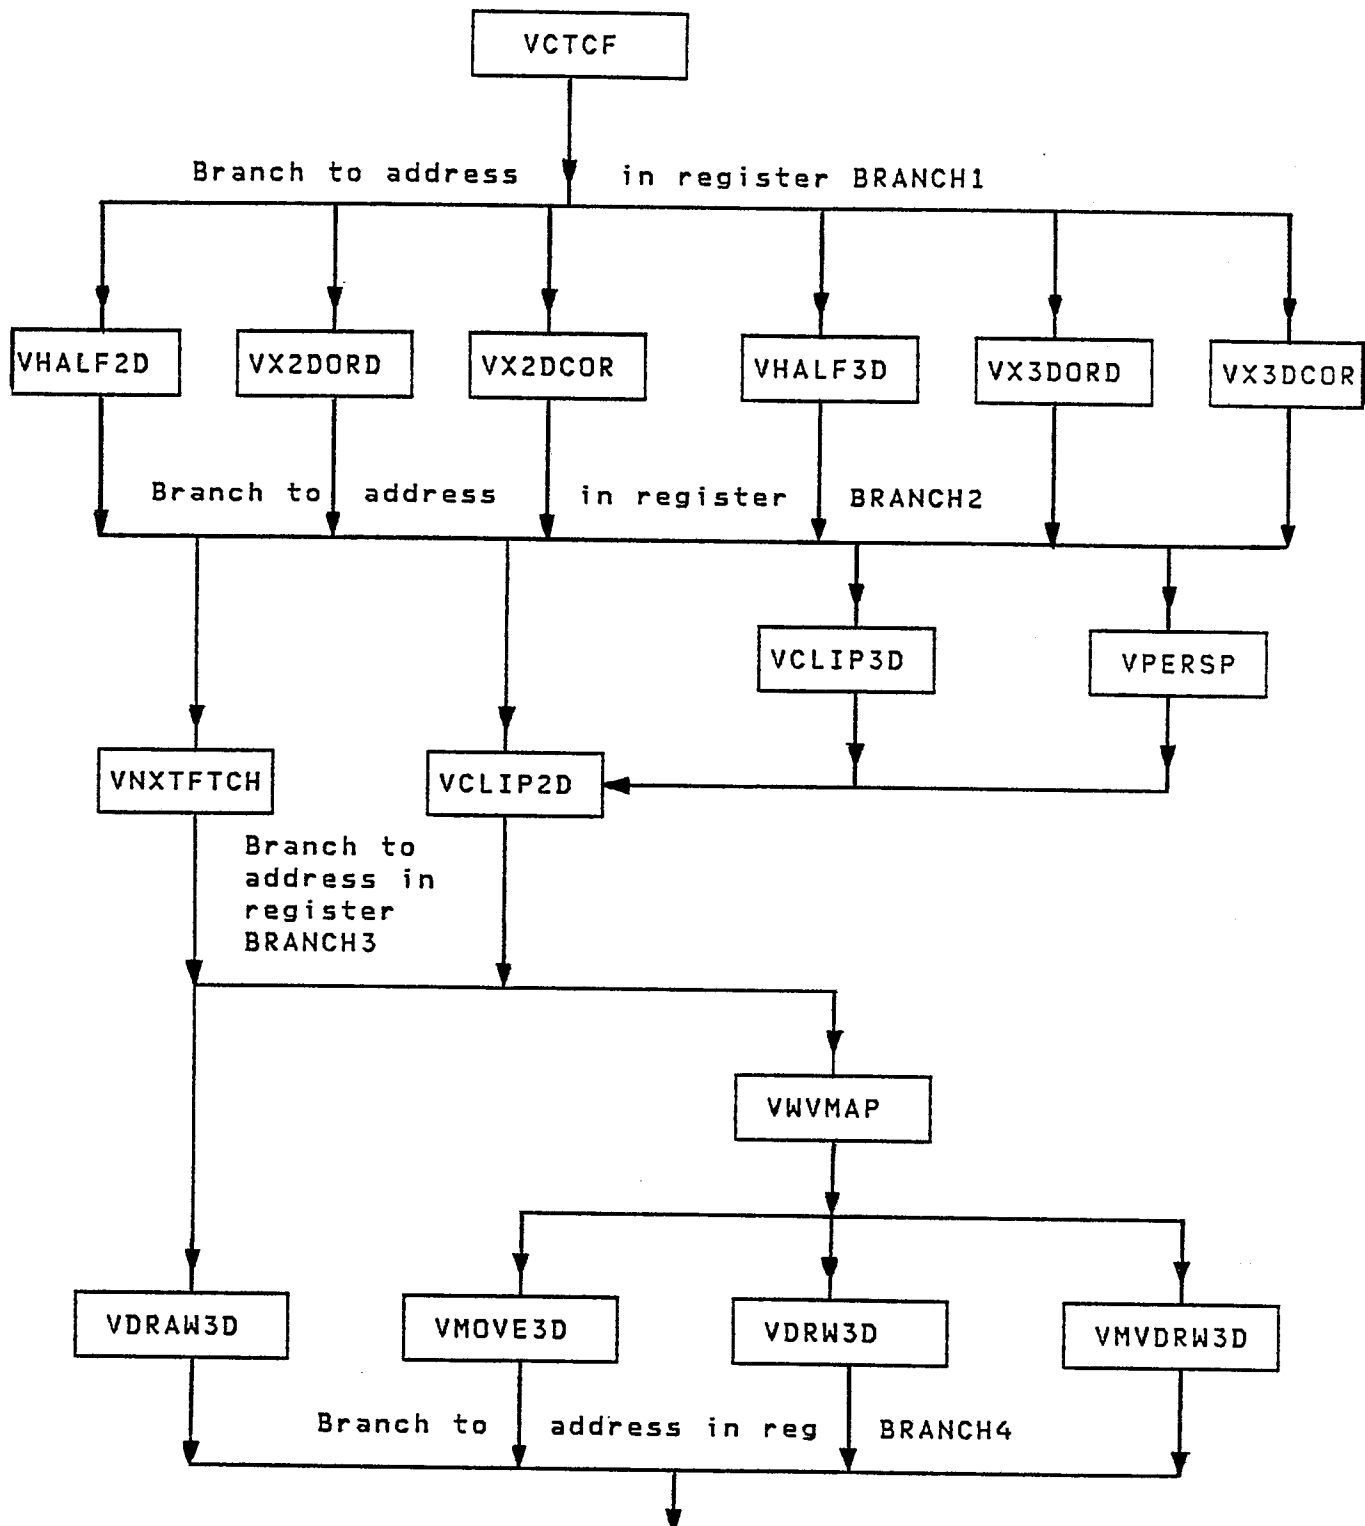 VCTCF
Branch to address in register BRANCH1
VHALF2D VX2DORD VX2DCOR VHALF3D VX3DORD VX3DCOR
Branch to address in register BRANCH2
VCLIP3D VPERSP
VNXTFTCH VCLIP2D
Branch to
address in
register
BRANCH3
VWVMAP
VDRAW3D VMOVE3D VDRW3D VMVDRW3D
Branch to address in reg BRANCH4